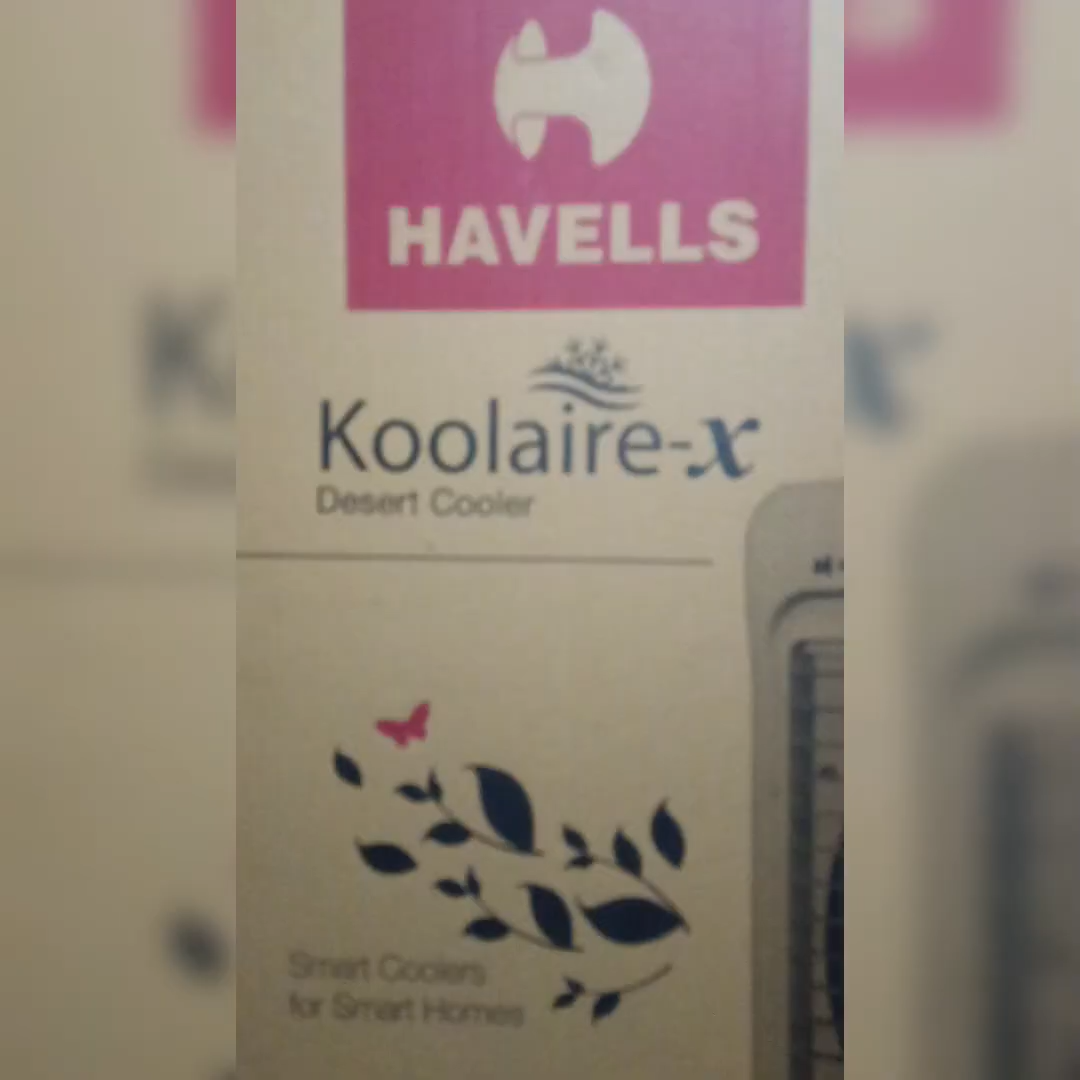 HAVELLS
Koolaire-x
Desert Cooler
Smart Coolers
for Smart Homes